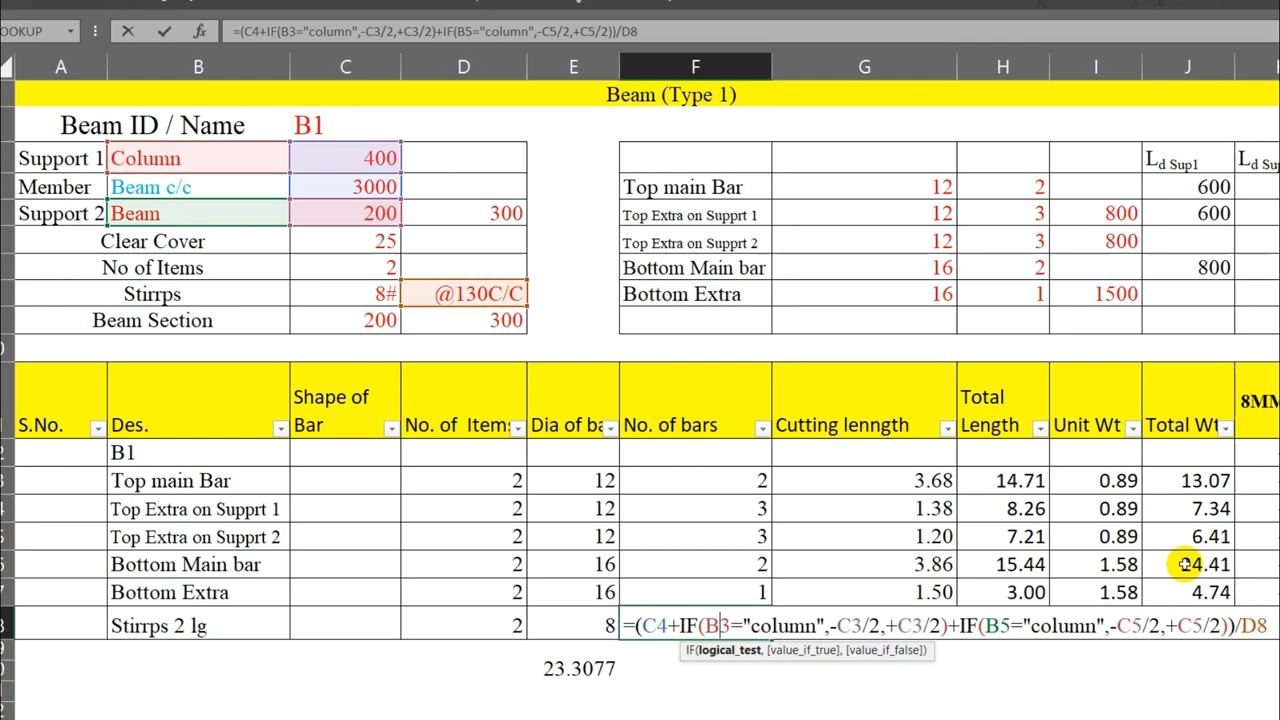 OOKUP =(C4+IF(B3="column",-C3/2,+C3/2)+IF(B5="column",-C5/2,+C5/2))/D8
A B C D E F G H I J
Beam (Type 1)
Beam ID / Name B1
Support 1 Column 400 Ld Sup1 Ld Sup
Member Beam c/c 3000 Top main Bar 12 2 600
Support 2 Beam 200 300 Top Extra on Supprt 1 12 3 800 600
Clear Cover 25 Top Extra on Supprt 2 12 3 800
No of Items 2 Bottom Main bar 16 2 800
Stirrps 8# @130C/C Bottom Extra 16 1 1500
Beam Section 200 300
S.No. Des. Shape of Bar No. of Items Dia of ba No. of bars Cutting lenngth Total Length Unit Wt Total Wt 8MM
B1
Top main Bar 2 12 2 3.68 14.71 0.89 13.07
Top Extra on Supprt 1 2 12 3 1.38 8.26 0.89 7.34
Top Extra on Supprt 2 2 12 3 1.20 7.21 0.89 6.41
Bottom Main bar 2 16 2 3.86 15.44 1.58 24.41
Bottom Extra 2 16 1 1.50 3.00 1.58 4.74
Stirrps 2 lg 2 8 =(C4+IF(B3="column",-C3/2,+C3/2)+IF(B5="column",-C5/2,+C5/2))/D8
IF(logical_test, [value_if_true], [value_if_false])
23.3077